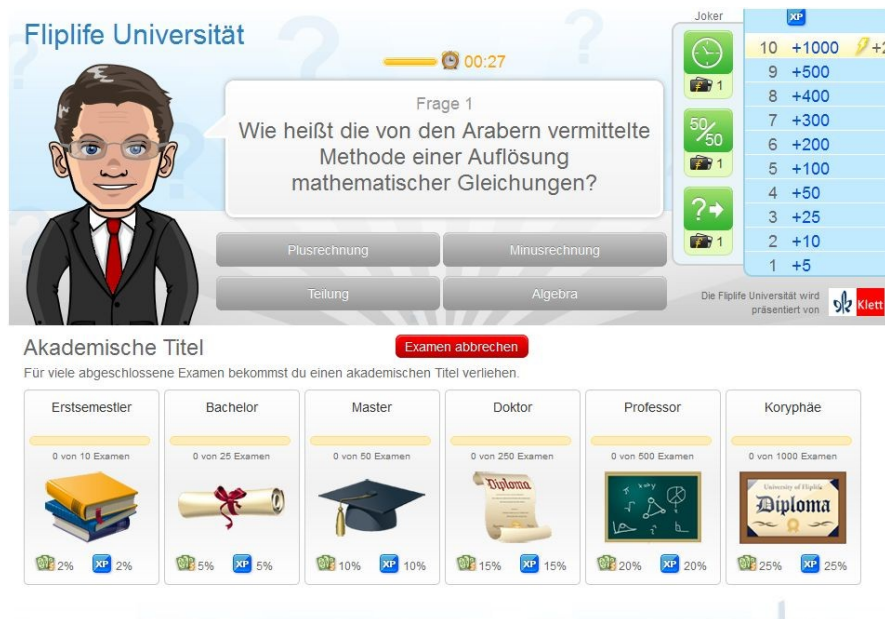 Fliplife Universität
00:27
Frage 1
Wie heißt die von den Arabern vermittelte
Methode einer Auflösung
mathematischer Gleichungen?
Plusrechnung
Minusrechnung
Teilung
Algebra
Joker
1
50/50
1
?
1
XP
10 +1000 +2
9 +500
8 +400
7 +300
6 +200
5 +100
4 +50
3 +25
2 +10
1 +5
Die Fliplife Universität wird
präsentiert von
Klett
Akademische Titel
Examen abbrechen
Für viele abgeschlossene Examen bekommst du einen akademischen Titel verliehen.
Erstsemestler
0 von 10 Examen
2% XP 2%
Bachelor
0 von 25 Examen
5% XP 5%
Master
0 von 50 Examen
10% XP 10%
Doktor
0 von 250 Examen
Diploma
15% XP 15%
Professor
0 von 500 Examen
20% XP 20%
Koryphäe
0 von 1000 Examen
University of Fliplife
Diploma
25% XP 25%